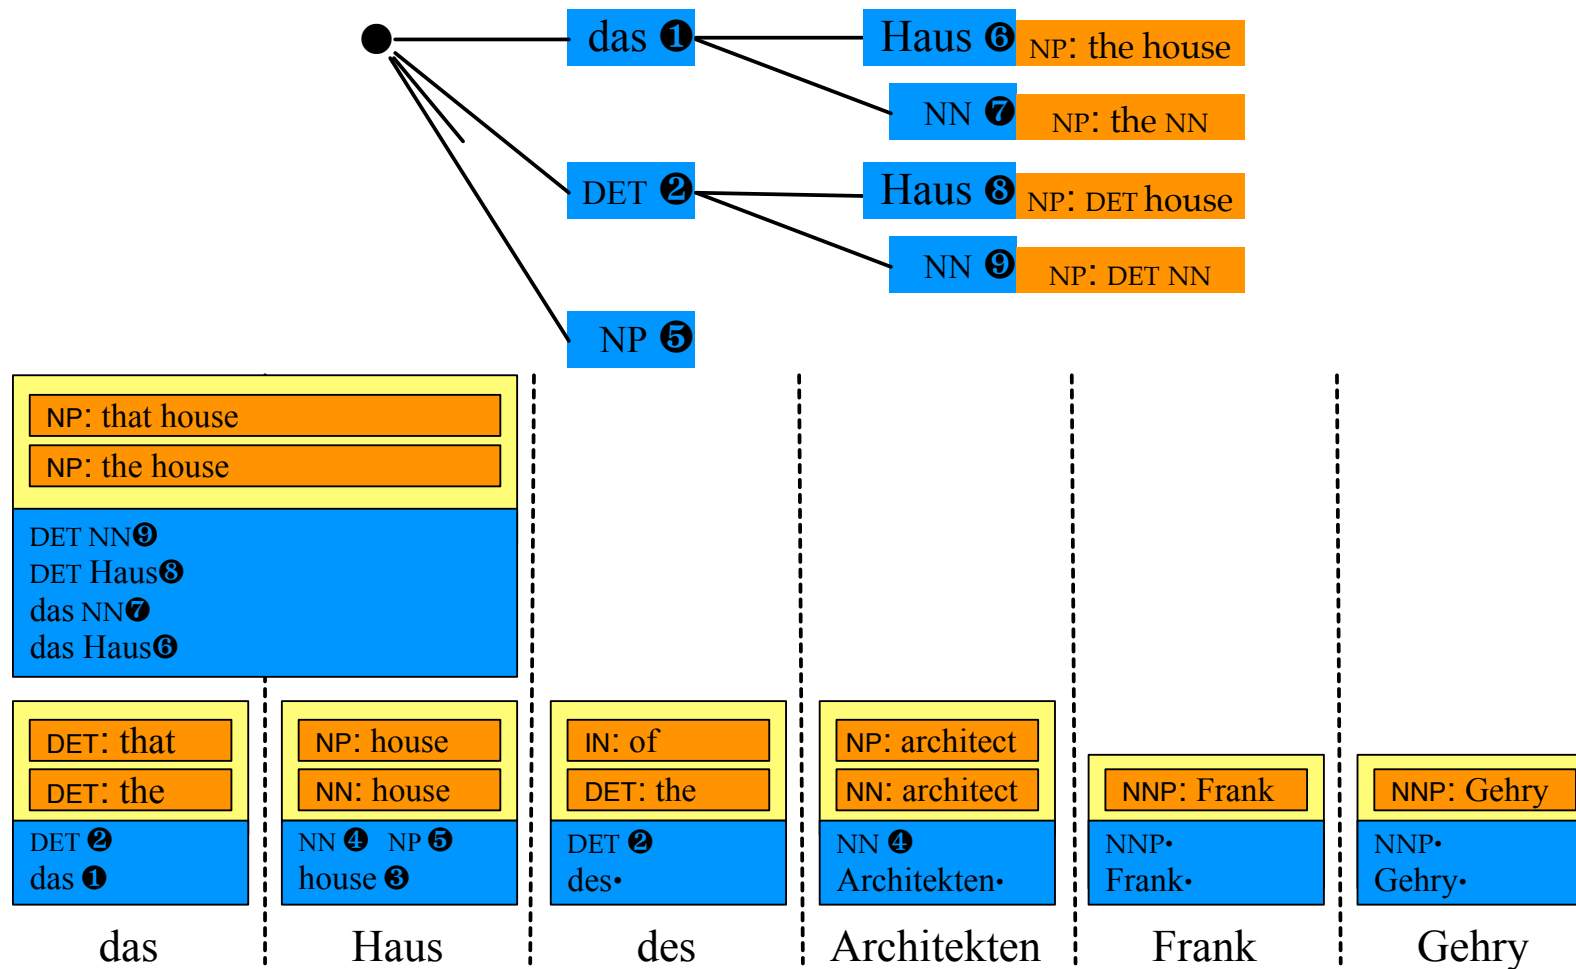 das ❶ Haus ❻ NP: the house
NN ❼ NP: the NN
DET ❷ Haus ❽ NP: DET house
NN ❾ NP: DET NN
NP ❺
NP: that house
NP: the house
DET NN❾
DET Haus❽
das NN❼
das Haus❻
DET: that
DET: the
DET ❷
das ❶
NP: house
NN: house
NN ❹ NP ❺
house ❸
IN: of
DET: the
DET ❷
des•
NP: architect
NN: architect
NN ❹
Architekten•
NNP: Frank
NNP•
Frank•
NNP: Gehry
NNP•
Gehry•
das Haus des Architekten Frank Gehry